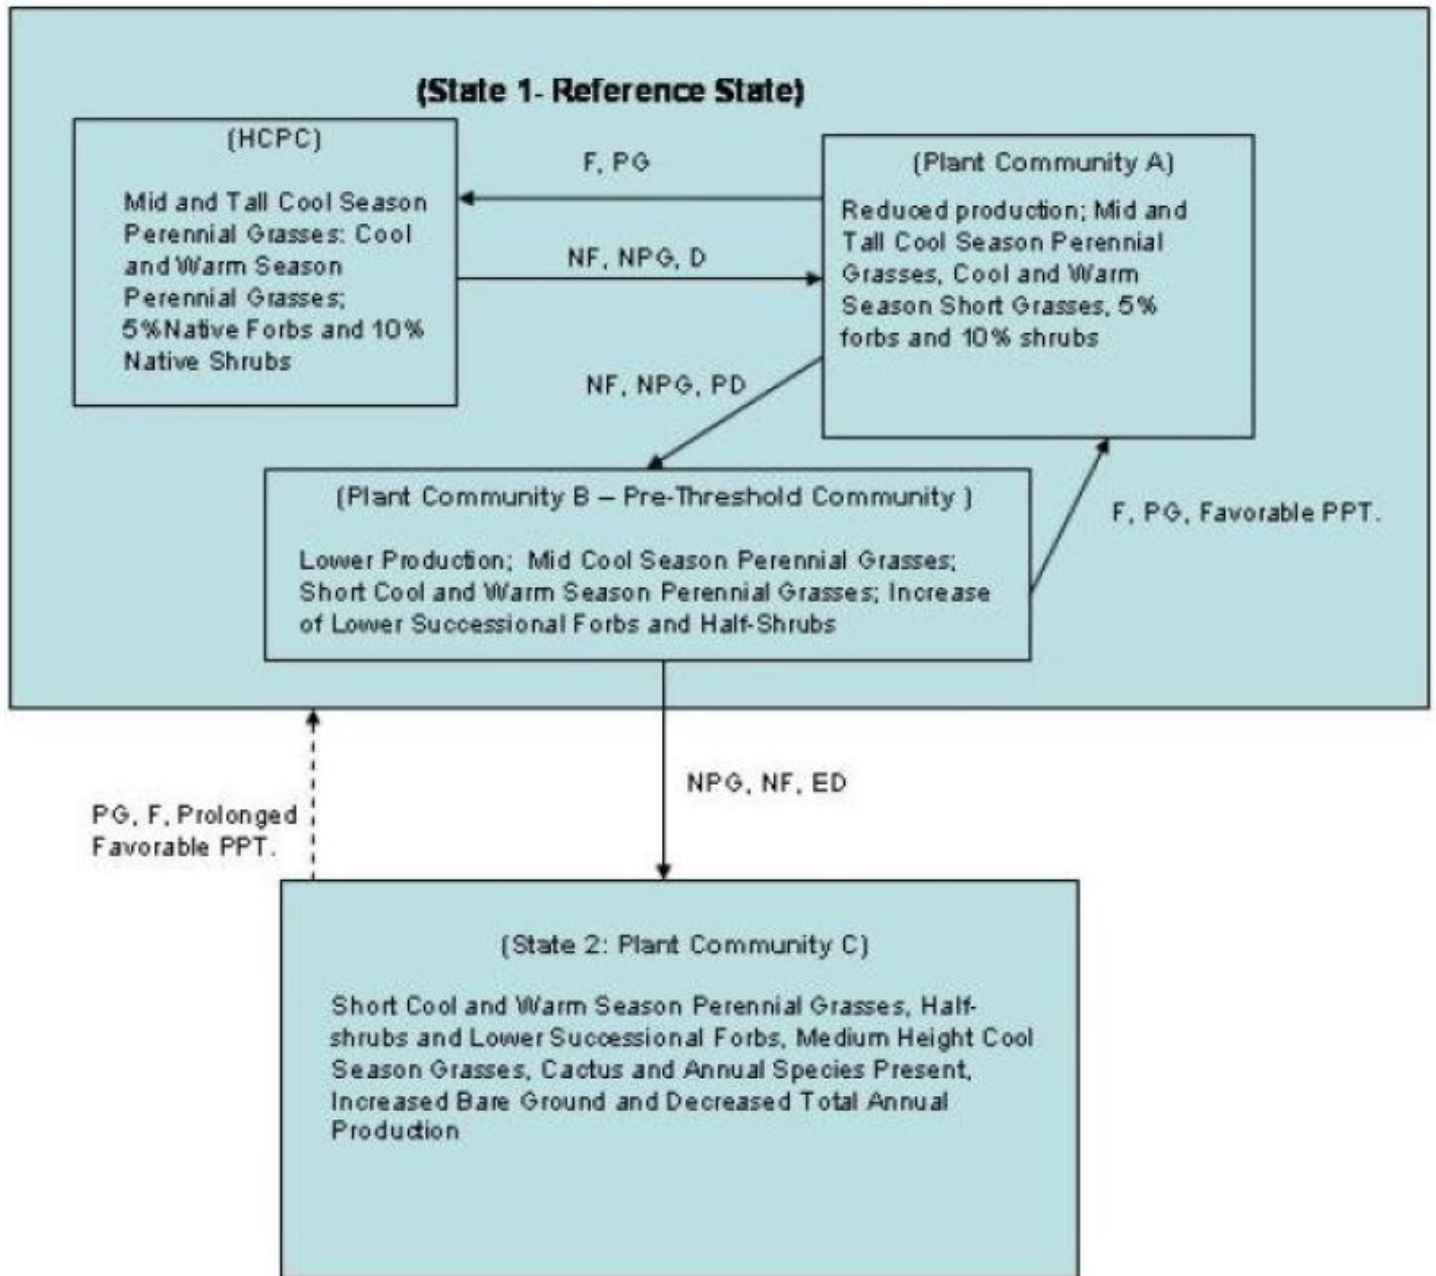 (State 1- Reference State)
(HCPC)
Mid and Tall Cool Season
Perennial Grasses: Cool
and Warm Season
Perennial Grasses;
5%Native Forbs and 10%
Native Shrubs
F, PG
NF, NPG, D
(Plant Community A)
Reduced production; Mid and
Tall Cool Season Perennial
Grasses, Cool and Warm
Season Short Grasses, 5%
forbs and 10% shrubs
NF, NPG, PD
(Plant Community B – Pre-Threshold Community )
Lower Production; Mid Cool Season Perennial Grasses;
Short Cool and Warm Season Perennial Grasses; Increase
of Lower Successional Forbs and Half-Shrubs
F, PG, Favorable PPT.
NPG, NF, ED
PG, F, Prolonged
Favorable PPT.
(State 2: Plant Community C)
Short Cool and Warm Season Perennial Grasses, Half-
shrubs and Lower Successional Forbs, Medium Height Cool
Season Grasses, Cactus and Annual Species Present,
Increased Bare Ground and Decreased Total Annual
Production